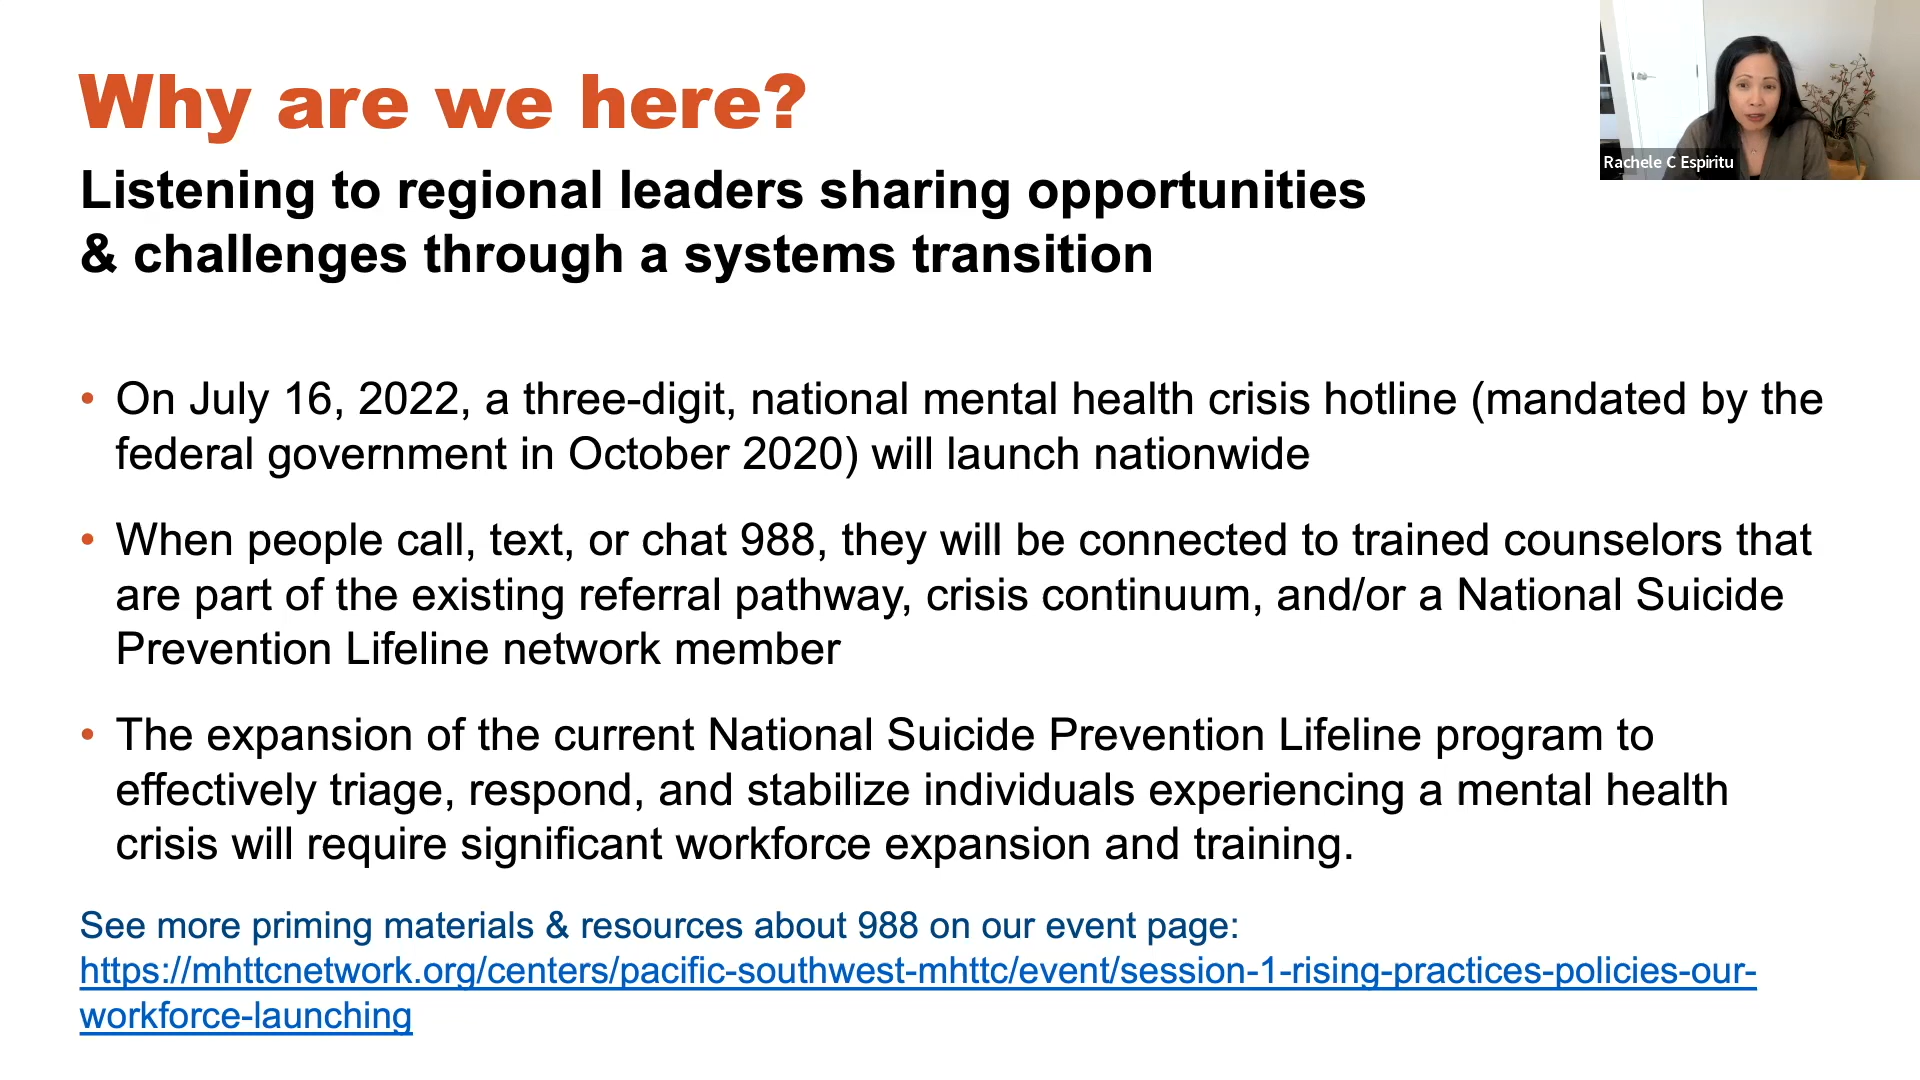 Why are we here?
Listening to regional leaders sharing opportunities
& challenges through a systems transition
Rachele C Espiritu
• On July 16, 2022, a three-digit, national mental health crisis hotline (mandated by the
federal government in October 2020) will launch nationwide
• When people call, text, or chat 988, they will be connected to trained counselors that
are part of the existing referral pathway, crisis continuum, and/or a National Suicide
Prevention Lifeline network member
• The expansion of the current National Suicide Prevention Lifeline program to
effectively triage, respond, and stabilize individuals experiencing a mental health
crisis will require significant workforce expansion and training.
See more priming materials & resources about 988 on our event page:
https://mhttcnetwork.org/centers/pacific-southwest-mhttc/event/session-1-rising-practices-policies-our-
workforce-launching